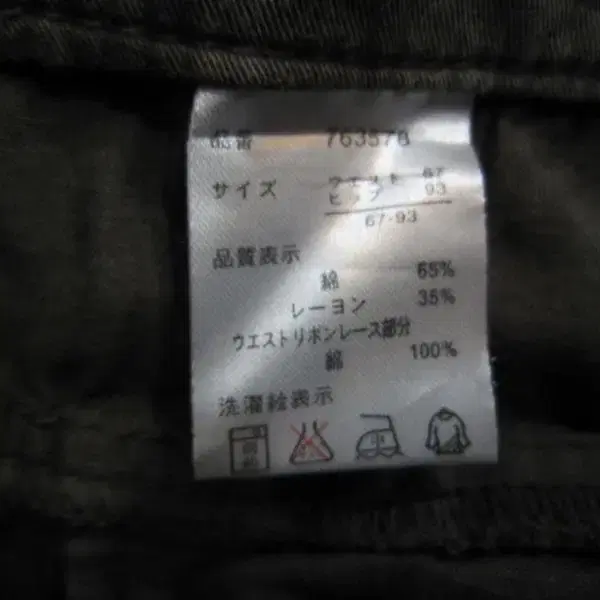 品番 763578
サイズ ウエスト 67
ヒップ 93
67-93
品質表示
綿 65%
レーヨン 35%
ウエストリボンレース部分
綿 100%
洗濯絵表示